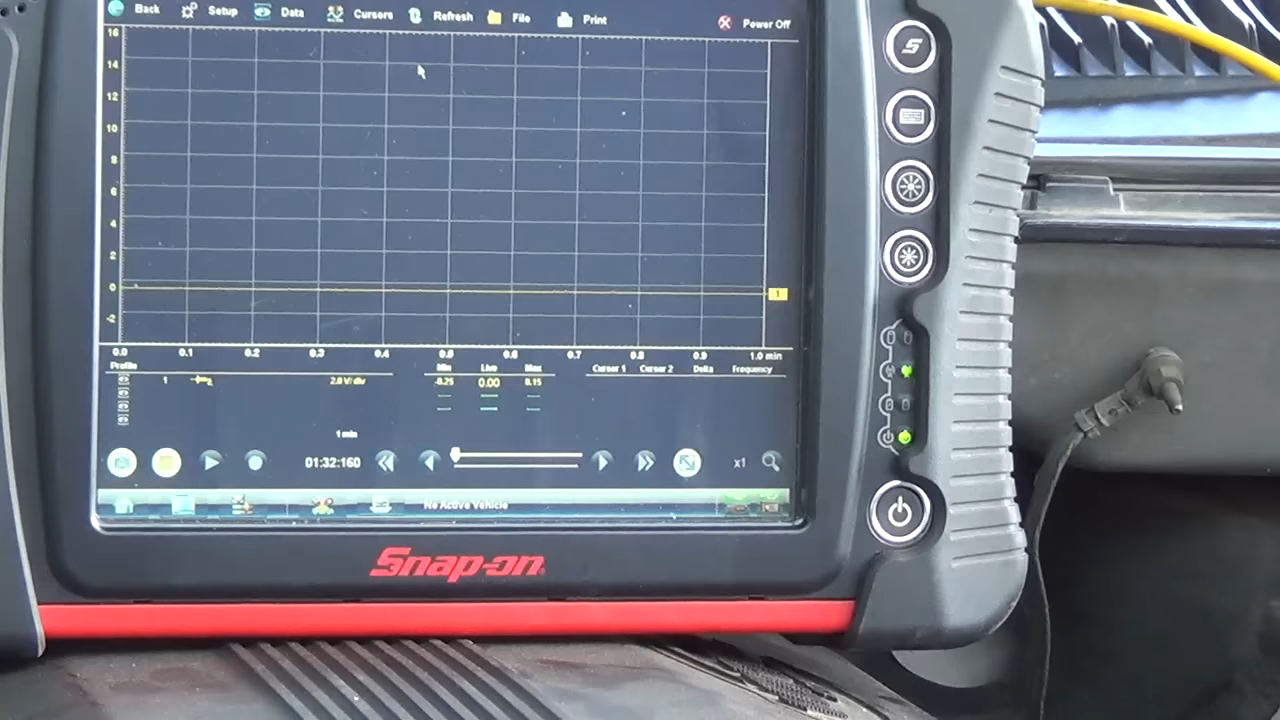 Back Setup Data Cursors Refresh File Print Power Off
16
14
12
10
8
6
4
2
0
-2
1
0.0 0.1 0.2 0.3 0.4 0.5 0.6 0.7 0.8 0.9 1.0 min
Profile Min Live Max Cursor 1 Cursor 2 Delta Frequency
1 2.0 V/div -0.25 0.00 0.15
1 min
01:32:160 x1
No Active Vehicle
Snap-on